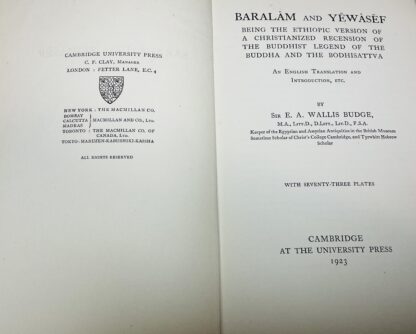 CAMBRIDGE UNIVERSITY PRESS
C. F. CLAY, MANAGER
LONDON : FETTER LANE, E.C. 4
NEW YORK : THE MACMILLAN CO.
BOMBAY
CALCUTTA } MACMILLAN AND CO., LTD.
MADRAS
TORONTO : THE MACMILLAN CO. OF
CANADA, LTD.
TOKYO : MARUZEN-KABUSHIKI-KAISHA
ALL RIGHTS RESERVED
BARALÂM AND YĔWÂSĔF
BEING THE ETHIOPIC VERSION OF
A CHRISTIANIZED RECENSION OF
THE BUDDHIST LEGEND OF THE
BUDDHA AND THE BODHISATTVA
AN ENGLISH TRANSLATION AND
INTRODUCTION, ETC.
BY
SIR E. A. WALLIS BUDGE,
M.A., LITT.D., D.LITT., LIT.D., F.S.A.
Keeper of the Egyptian and Assyrian Antiquities in the British Museum
Sometime Scholar of Christ's College Cambridge, and Tyrwhitt Hebrew
Scholar
WITH SEVENTY-THREE PLATES
CAMBRIDGE
AT THE UNIVERSITY PRESS
1923